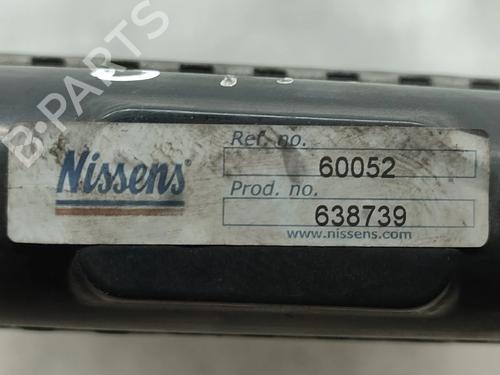 B-PARTS
Nissens®
Ref. no.
60052
Prod. no.
638739
www.nissens.com